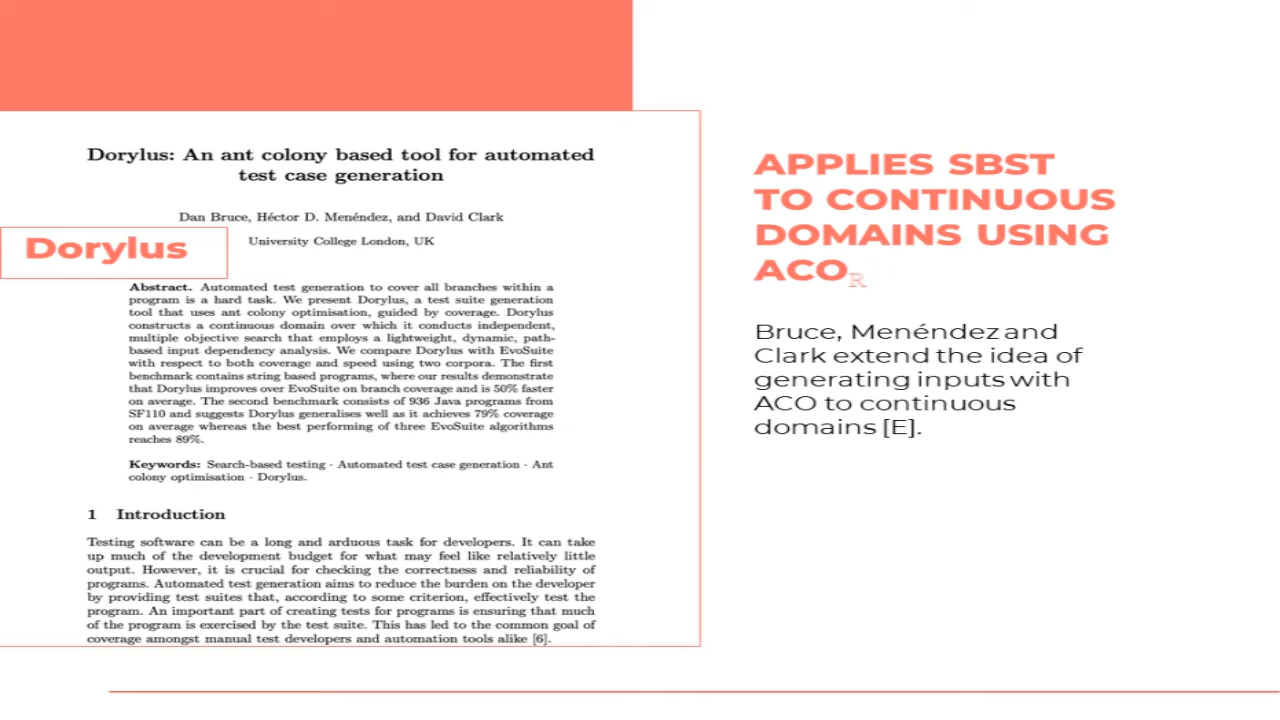 Dorylus: An ant colony based tool for automated
test case generation
Dan Bruce, Héctor D. Menéndez, and David Clark
University College London, UK
Dorylus
Abstract. Automated test generation to cover all branches within a
program is a hard task. We present Dorylus, a test suite generation
tool that uses ant colony optimisation, guided by coverage. Dorylus
constructs a continuous domain over which it conducts independent,
multiple objective search that employs a lightweight, dynamic, path-
based input dependency analysis. We compare Dorylus with EvoSuite
with respect to both coverage and speed using two corpora. The first
benchmark contains string based programs, where our results demonstrate
that Dorylus improves over EvoSuite on branch coverage and is 50% faster
on average. The second benchmark consists of 936 Java programs from
SF110 and suggests Dorylus generalises well as it achieves 79% coverage
on average whereas the best performing of three EvoSuite algorithms
reaches 89%.
Keywords: Search-based testing · Automated test case generation · Ant
colony optimisation · Dorylus.
1 Introduction
Testing software can be a long and arduous task for developers. It can take
up much of the development budget for what may feel like relatively little
output. However, it is crucial for checking the correctness and reliability of
programs. Automated test generation aims to reduce the burden on the developer
by providing test suites that, according to some criterion, effectively test the
program. An important part of creating tests for programs is ensuring that much
of the program is exercised by the test suite. This has led to the common goal of
coverage amongst manual test developers and automation tools alike [6].
APPLIES SBST
TO CONTINUOUS
DOMAINS USING
ACOℝ
Bruce, Menéndez and
Clark extend the idea of
generating inputs with
ACO to continuous
domains [E].